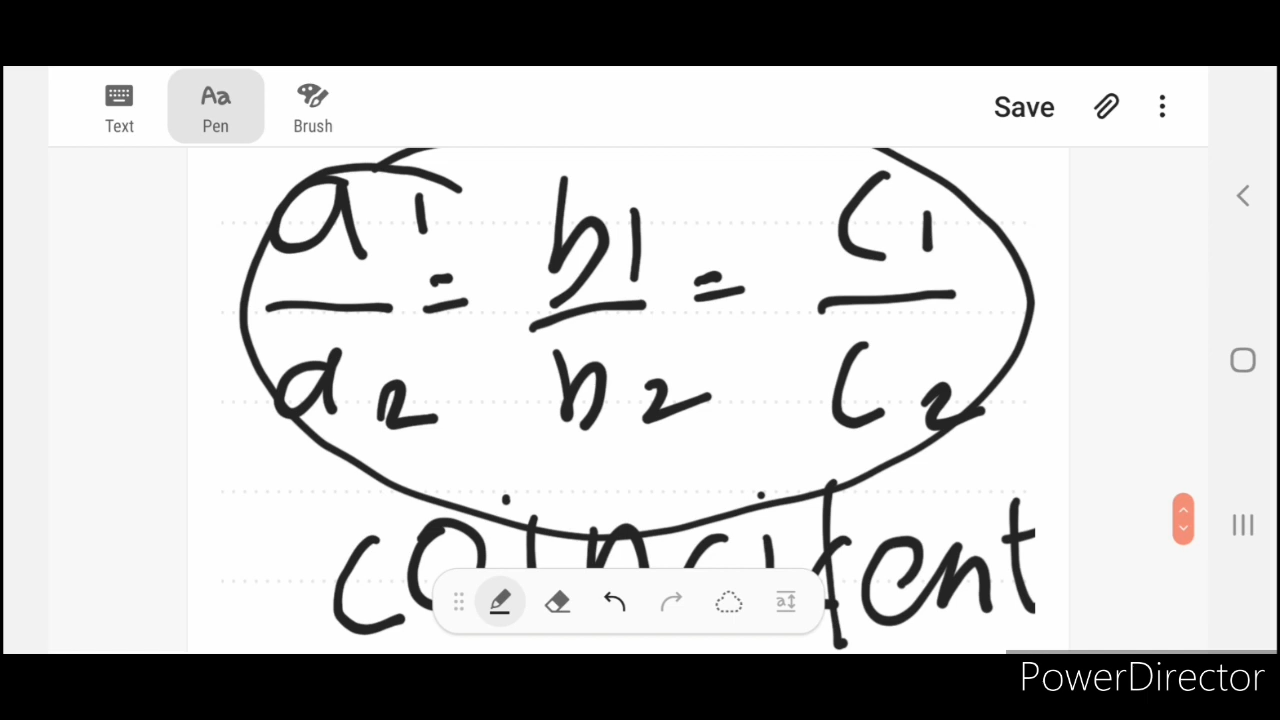 Text
Pen
Brush
Save
a1/a2 = b1/b2 = c1/c2
coincident
PowerDirector